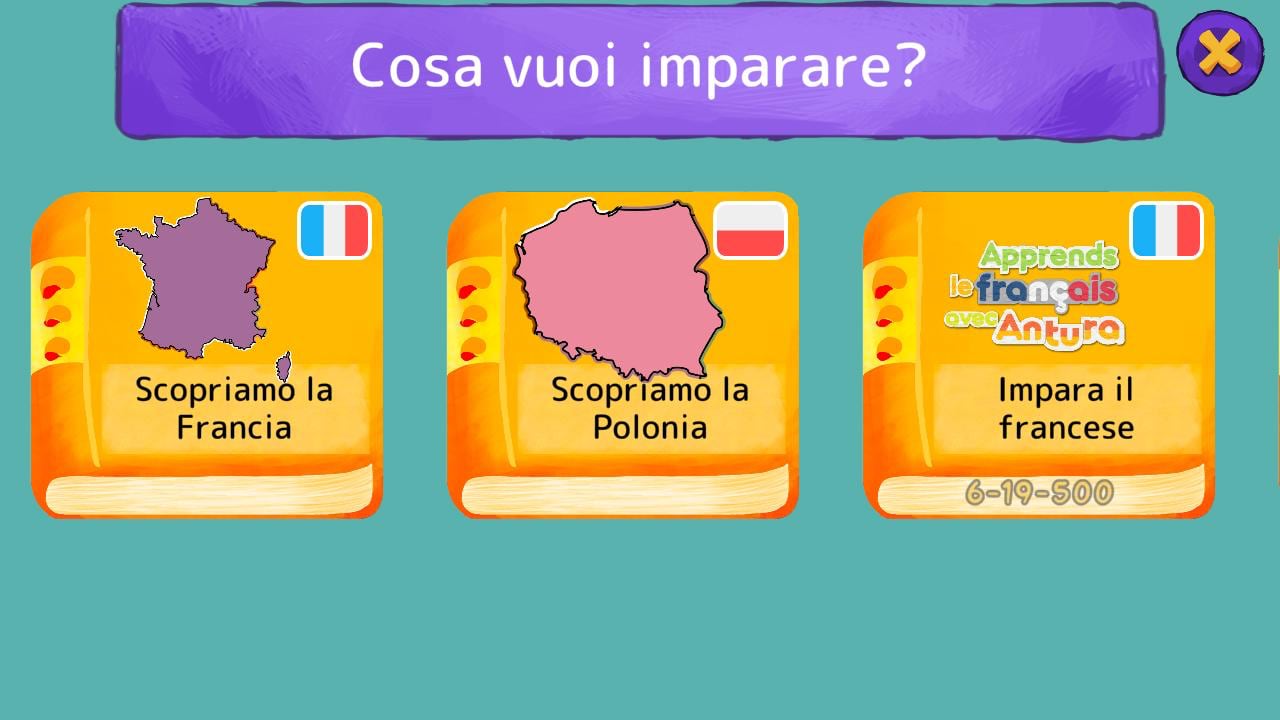 Cosa vuoi imparare?
Scopriamo la
Francia
Scopriamo la
Polonia
Apprends
le français
avec Antura
Impara il
francese
6-19-500